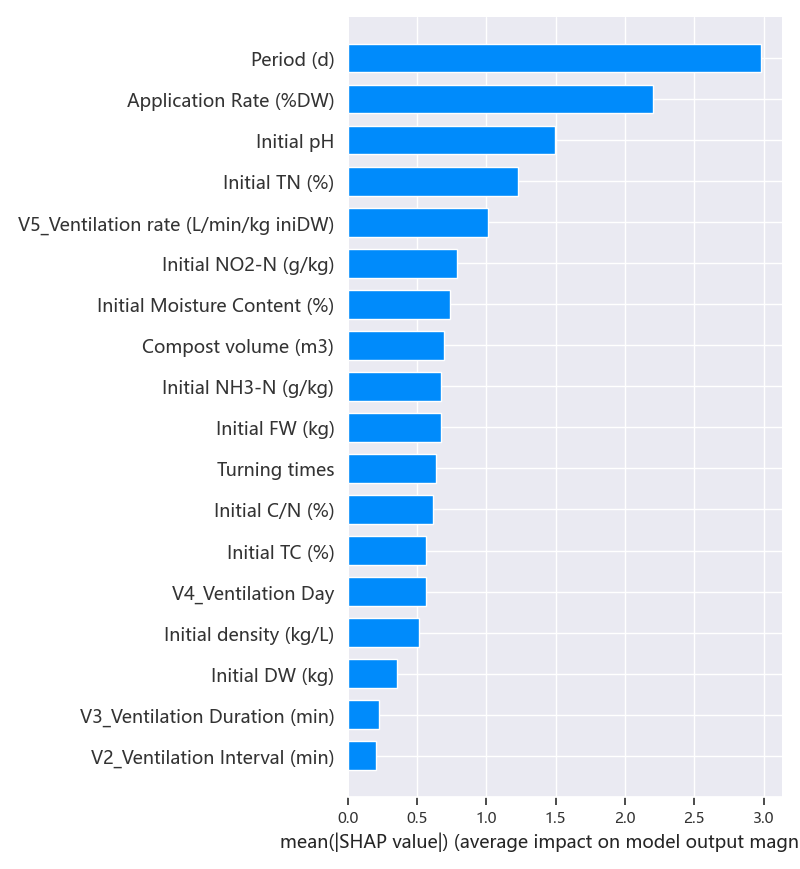 Period (d)
Application Rate (%DW)
Initial pH
Initial TN (%)
V5_Ventilation rate (L/min/kg iniDW)
Initial NO2-N (g/kg)
Initial Moisture Content (%)
Compost volume (m3)
Initial NH3-N (g/kg)
Initial FW (kg)
Turning times
Initial C/N (%)
Initial TC (%)
V4_Ventilation Day
Initial density (kg/L)
Initial DW (kg)
V3_Ventilation Duration (min)
V2_Ventilation Interval (min)
0.0 0.5 1.0 1.5 2.0 2.5 3.0
mean(|SHAP value|) (average impact on model output magn